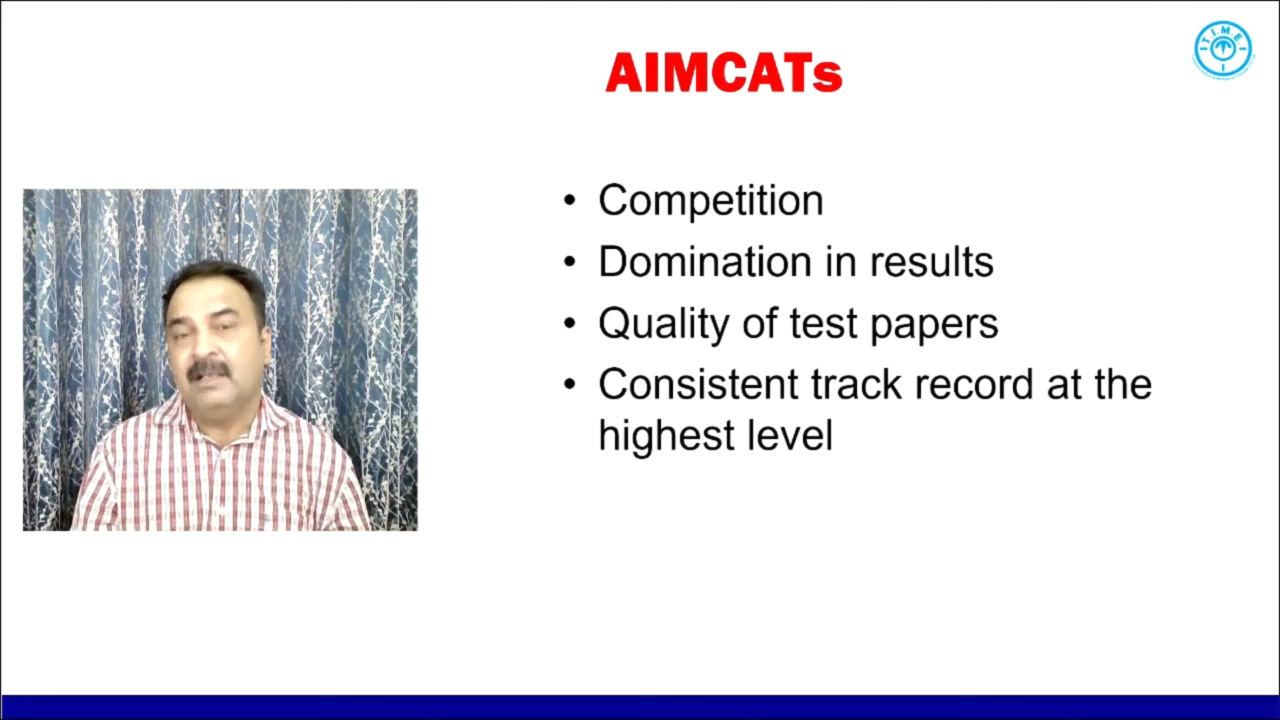 AIMCATs
T.I.M.E.
• Competition
• Domination in results
• Quality of test papers
• Consistent track record at the
highest level